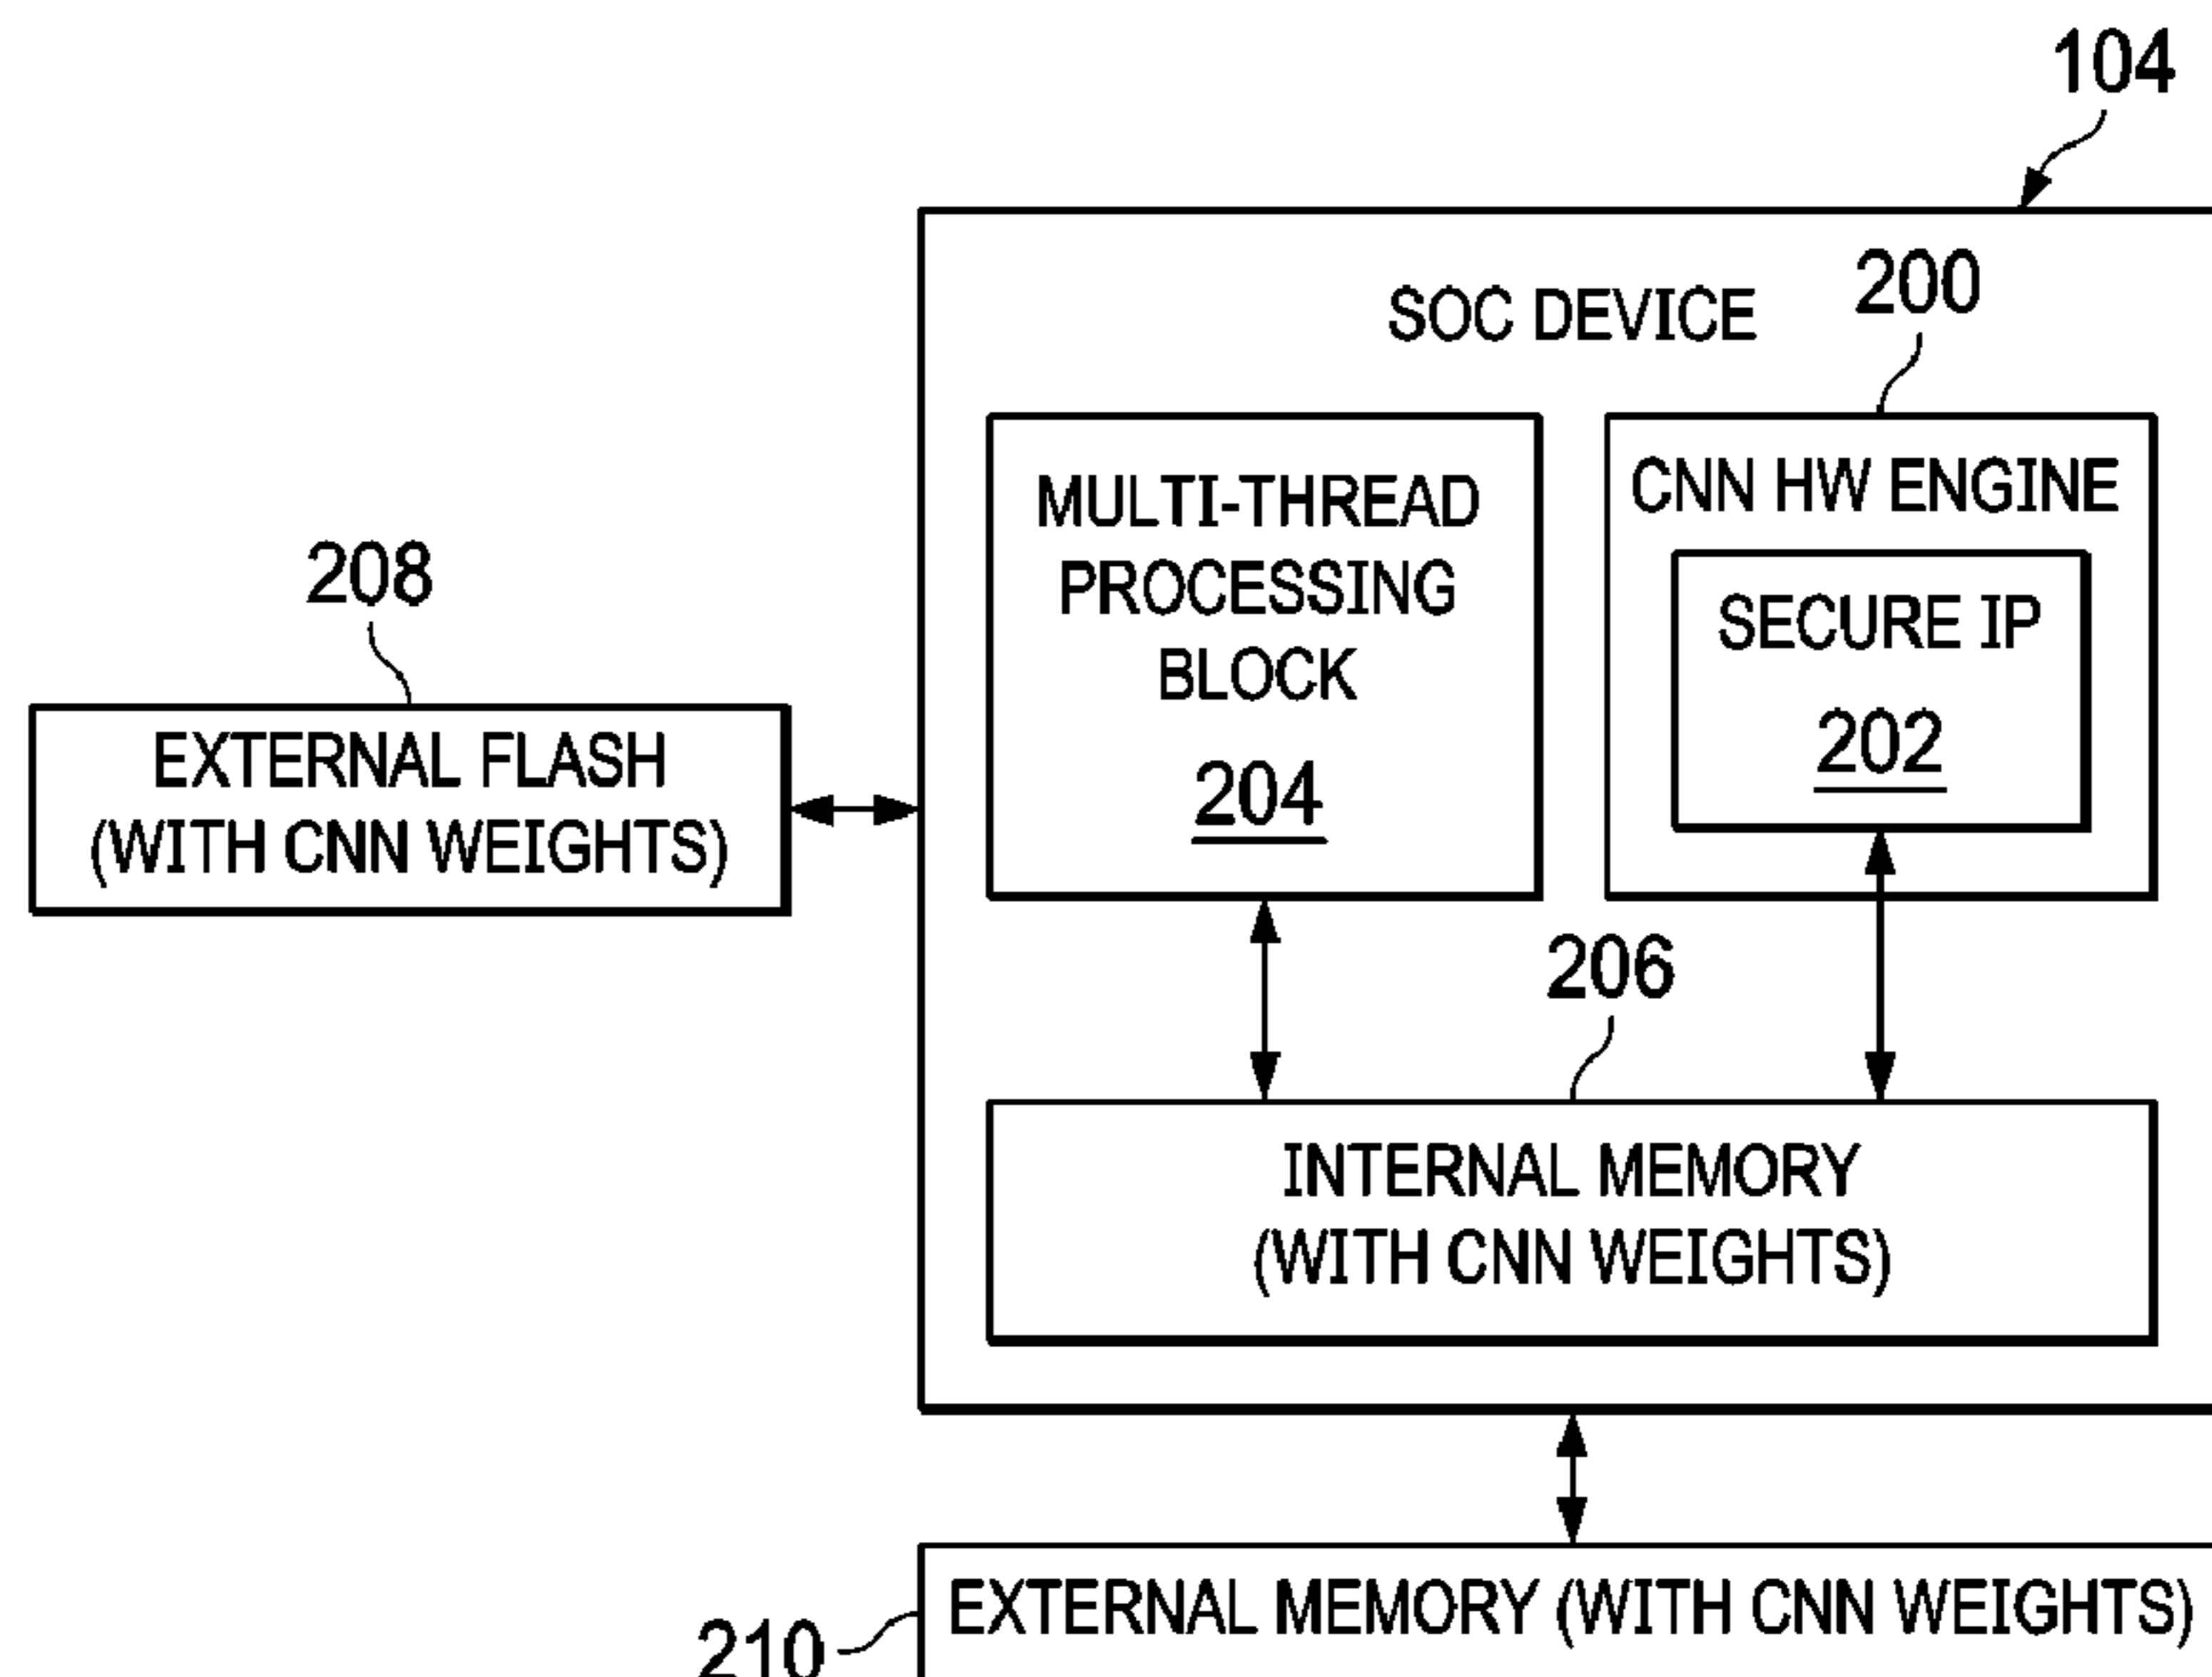 104
SOC DEVICE
200
MULTI-THREAD
PROCESSING
BLOCK
204
CNN HW ENGINE
SECURE IP
202
208
EXTERNAL FLASH
(WITH CNN WEIGHTS)
206
INTERNAL MEMORY
(WITH CNN WEIGHTS)
EXTERNAL MEMORY (WITH CNN WEIGHTS)
210